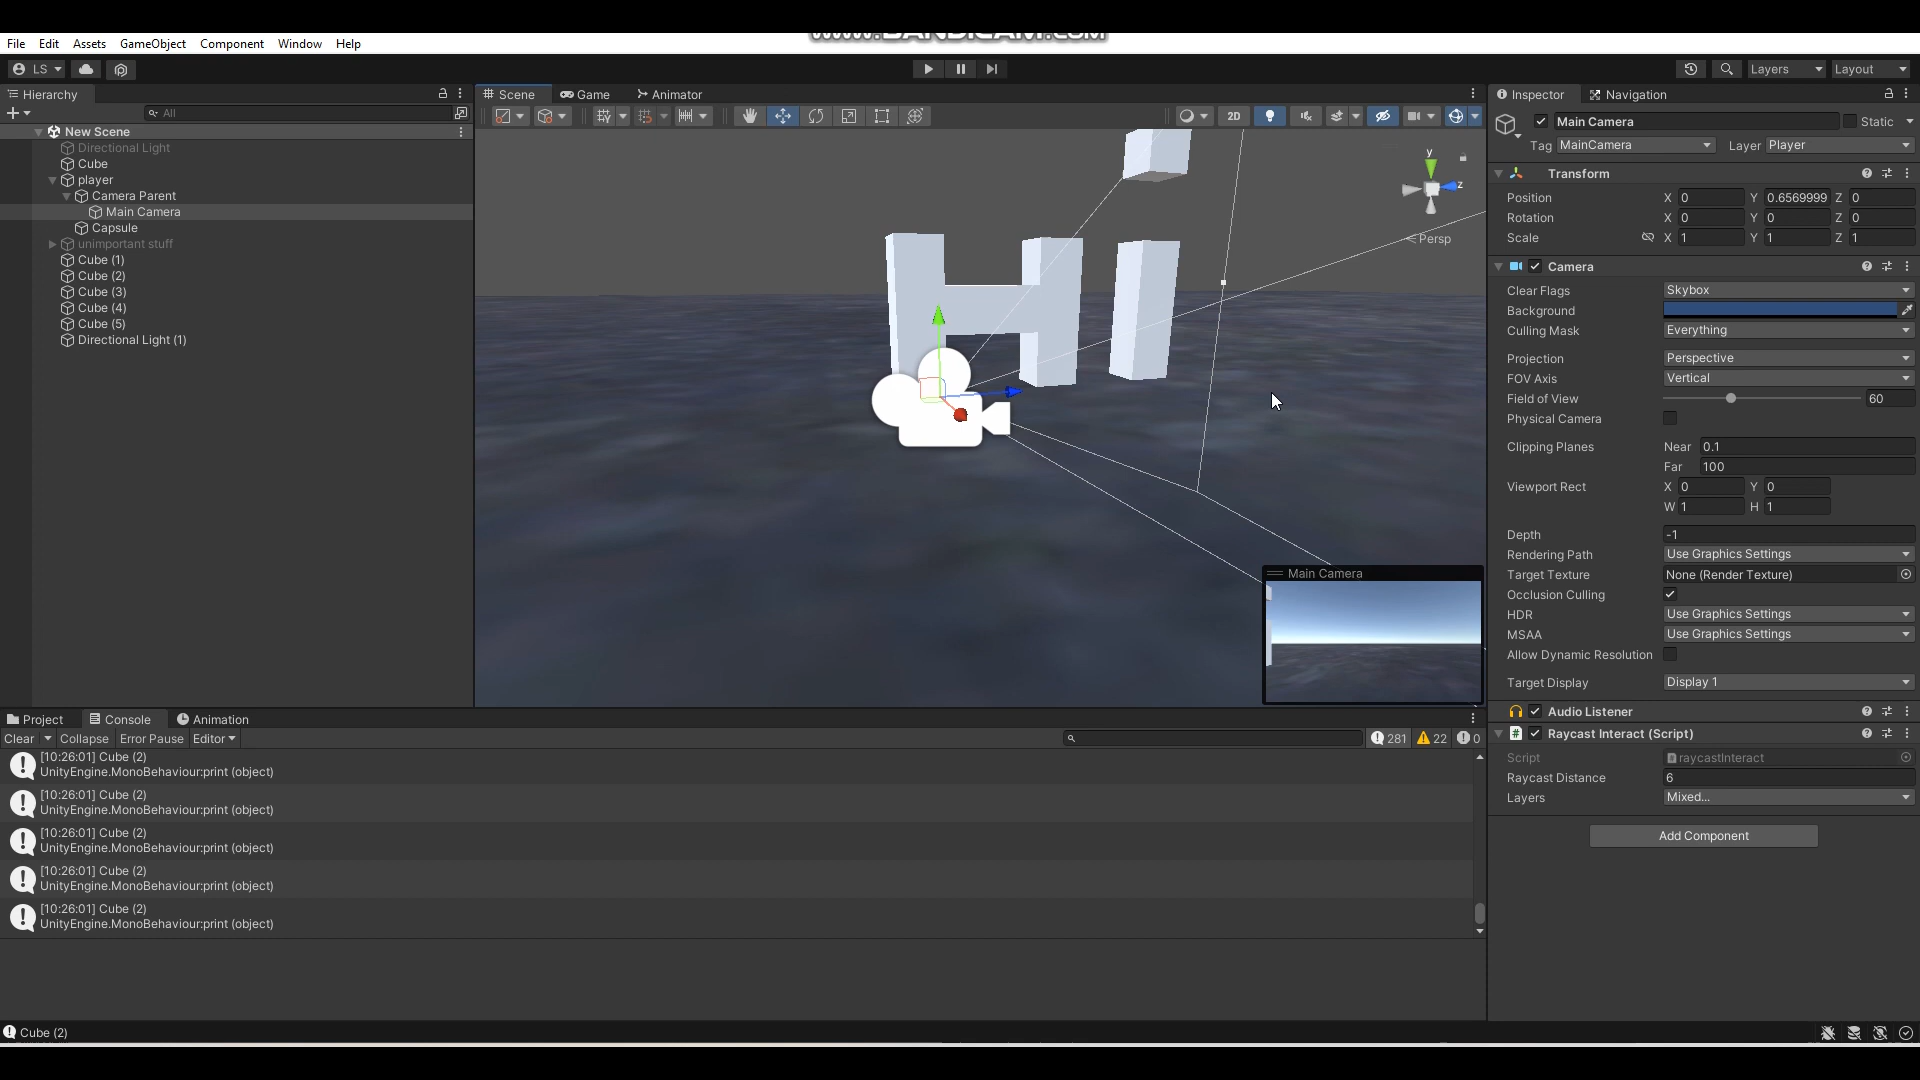 www.BANDICAM.com
File Edit Assets GameObject Component Window Help
LS Layers Layout
Hierarchy
All
New Scene
Directional Light
Cube
player
Camera Parent
Main Camera
Capsule
unimportant stuff
Cube (1)
Cube (2)
Cube (3)
Cube (4)
Cube (5)
Directional Light (1)
Scene Game Animator
2D
y
z
Persp
HI
Main Camera
Inspector Navigation
Main Camera Static
Tag MainCamera Layer Player
Transform
Position X 0 Y 0.6569999 Z 0
Rotation X 0 Y 0 Z 0
Scale X 1 Y 1 Z 1
Camera
Clear Flags Skybox
Background
Culling Mask Everything
Projection Perspective
FOV Axis Vertical
Field of View 60
Physical Camera
Clipping Planes Near 0.1
Far 100
Viewport Rect X 0 Y 0
W 1 H 1
Depth -1
Rendering Path Use Graphics Settings
Target Texture None (Render Texture)
Occlusion Culling
HDR Use Graphics Settings
MSAA Use Graphics Settings
Allow Dynamic Resolution
Target Display Display 1
Audio Listener
# Raycast Interact (Script)
Script raycastInteract
Raycast Distance 6
Layers Mixed...
Add Component
Project Console Animation
Clear Collapse Error Pause Editor 281 22 0
[10:26:01] Cube (2)
UnityEngine.MonoBehaviour:print (object)
[10:26:01] Cube (2)
UnityEngine.MonoBehaviour:print (object)
[10:26:01] Cube (2)
UnityEngine.MonoBehaviour:print (object)
[10:26:01] Cube (2)
UnityEngine.MonoBehaviour:print (object)
[10:26:01] Cube (2)
UnityEngine.MonoBehaviour:print (object)
Cube (2)